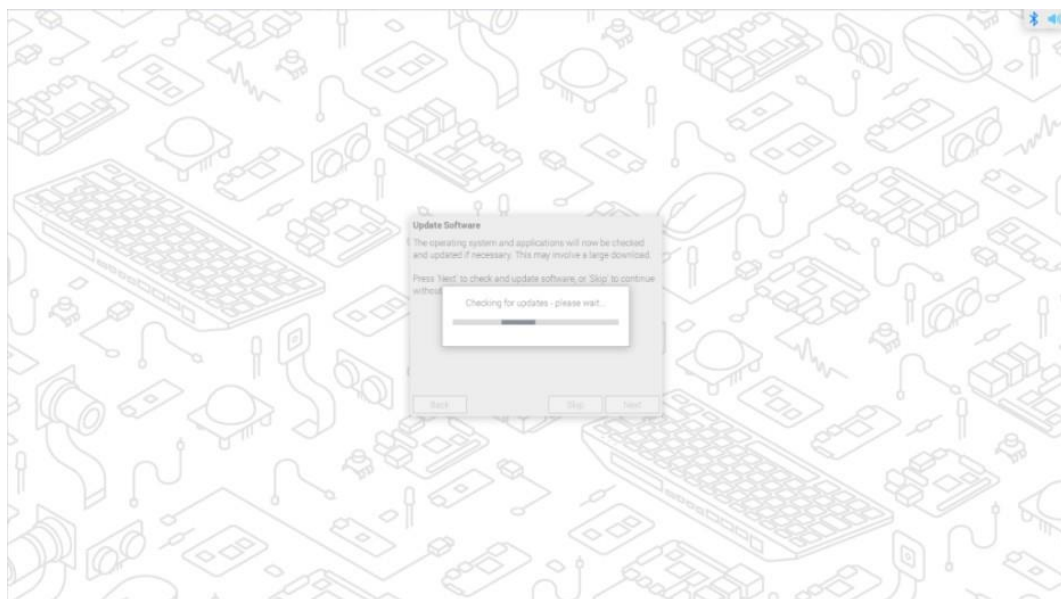 Update Software
The operating system and applications will now be checked
and updated if necessary. This may involve a large download.
Press 'Next' to check and update software, or 'Skip' to continue
without
Checking for updates - please wait...
Back
Skip
Next